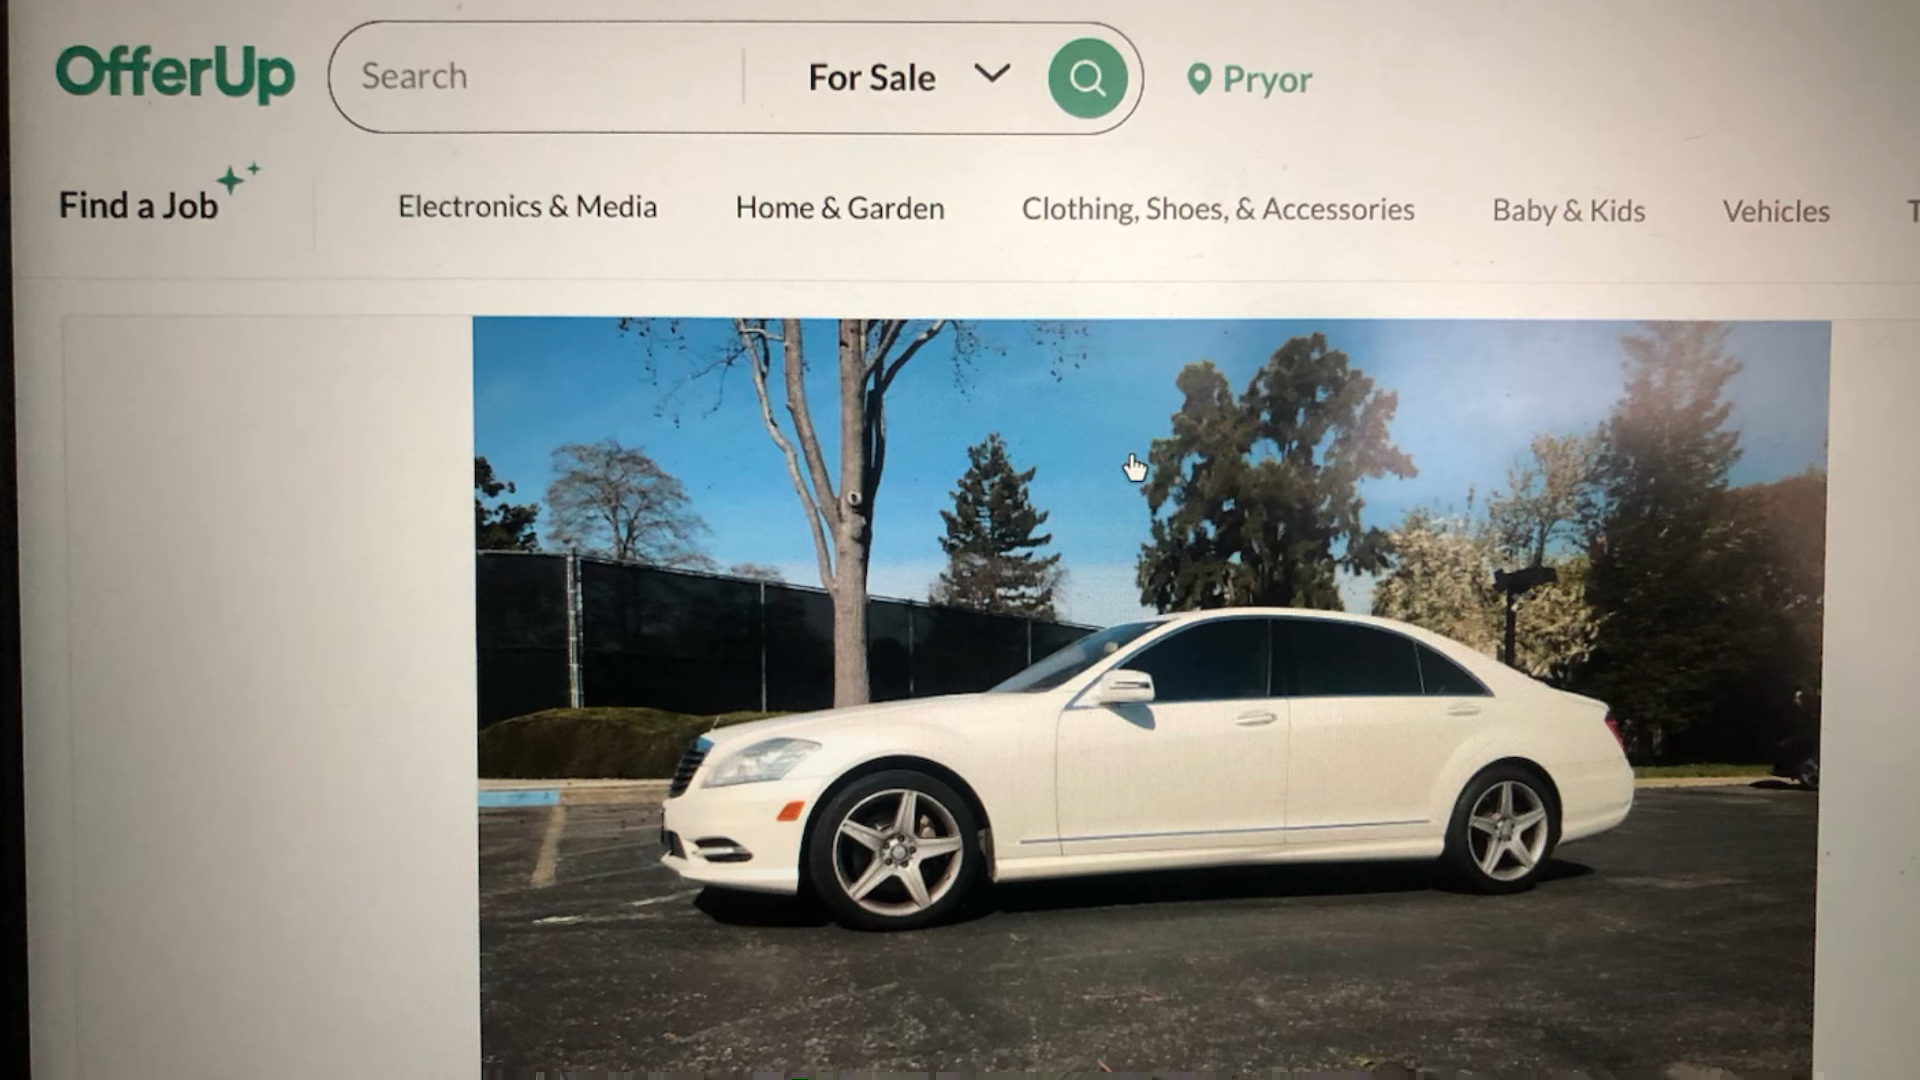 OfferUp
Search
For Sale
Pryor
Find a Job
Electronics & Media
Home & Garden
Clothing, Shoes, & Accessories
Baby & Kids
Vehicles
T